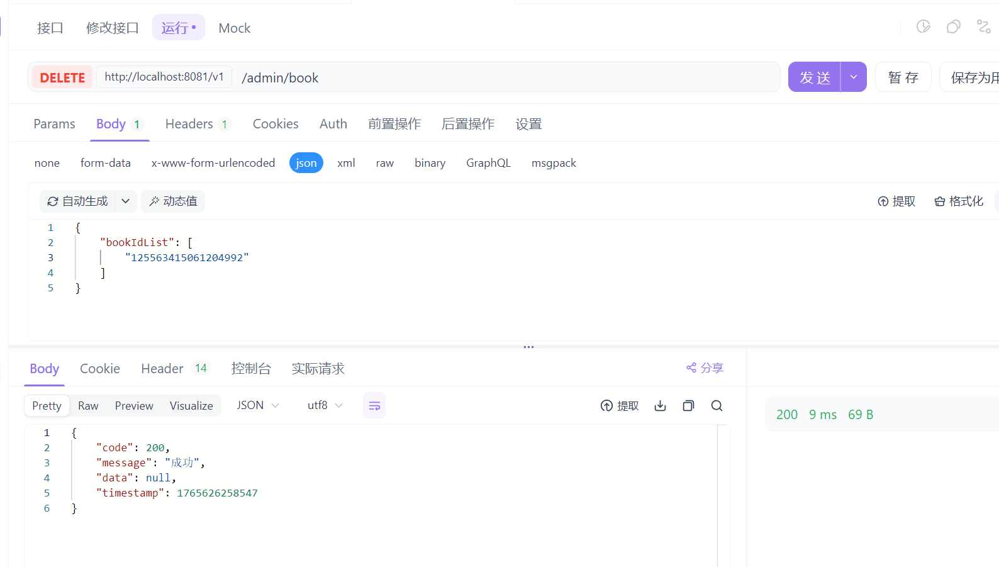 接口 修改接口 运行 Mock
DELETE http://localhost:8081/v1 /admin/book 发送 暂存 保存为用
Params Body 1 Headers 1 Cookies Auth 前置操作 后置操作 设置
none form-data x-www-form-urlencoded json xml raw binary GraphQL msgpack
自动生成 动态值 提取 格式化
1 {
2 "bookIdList": [
3 "125563415061204992"
4 ]
5 }
Body Cookie Header 14 控制台 实际请求 分享
Pretty Raw Preview Visualize JSON utf8 提取
200 9 ms 69 B
1 {
2 "code": 200,
3 "message": "成功",
4 "data": null,
5 "timestamp": 1765626258547
6 }